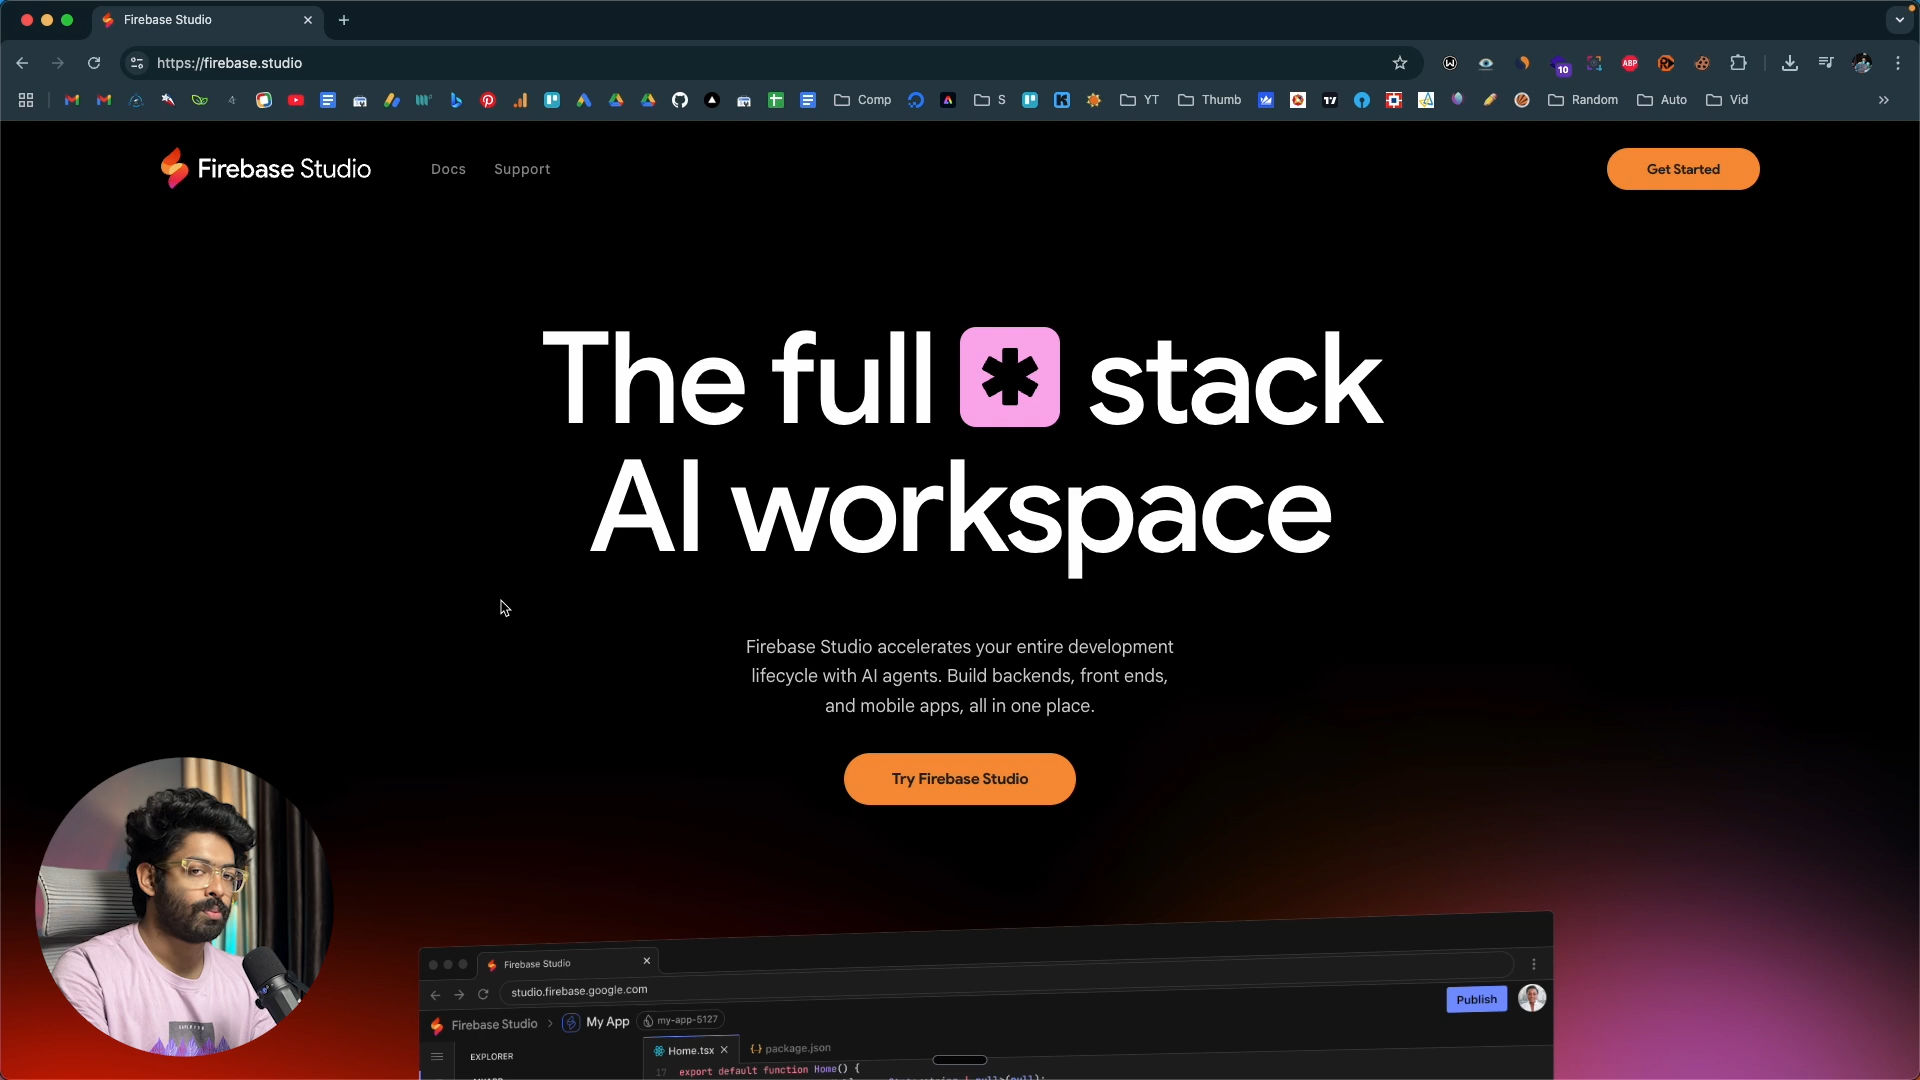 Firebase Studio
https://firebase.studio
10
ABP
Comp
S
YT
Thumb
Random
Auto
Vid
Firebase Studio
Docs
Support
Get Started
The full * stack
AI workspace
Firebase Studio accelerates your entire development
lifecycle with AI agents. Build backends, front ends,
and mobile apps, all in one place.
Try Firebase Studio
Firebase Studio
studio.firebase.google.com
Publish
Firebase Studio > My App my-app-5127
EXPLORER
Home.tsx
{..} package.json
17 export default function Home() {